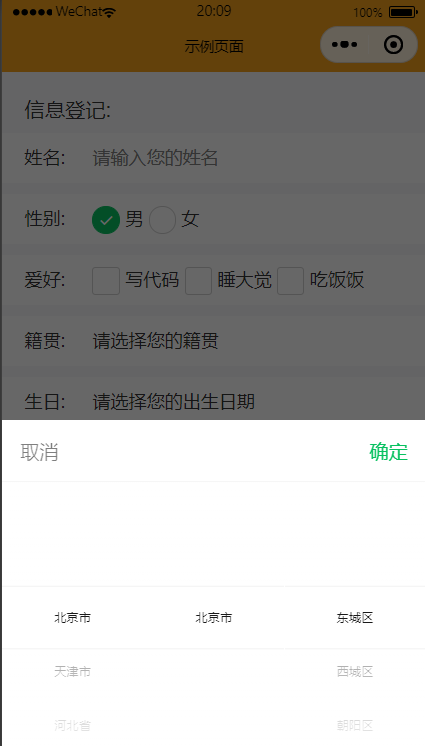 WeChat 20:09 100%
示例页面
信息登记:
姓名: 请输入您的姓名
性别: 男 女
爱好: 写代码 睡大觉 吃饭饭
籍贯: 请选择您的籍贯
生日: 请选择您的出生日期
取消 确定
北京市 北京市 东城区
天津市 西城区
河北省 朝阳区